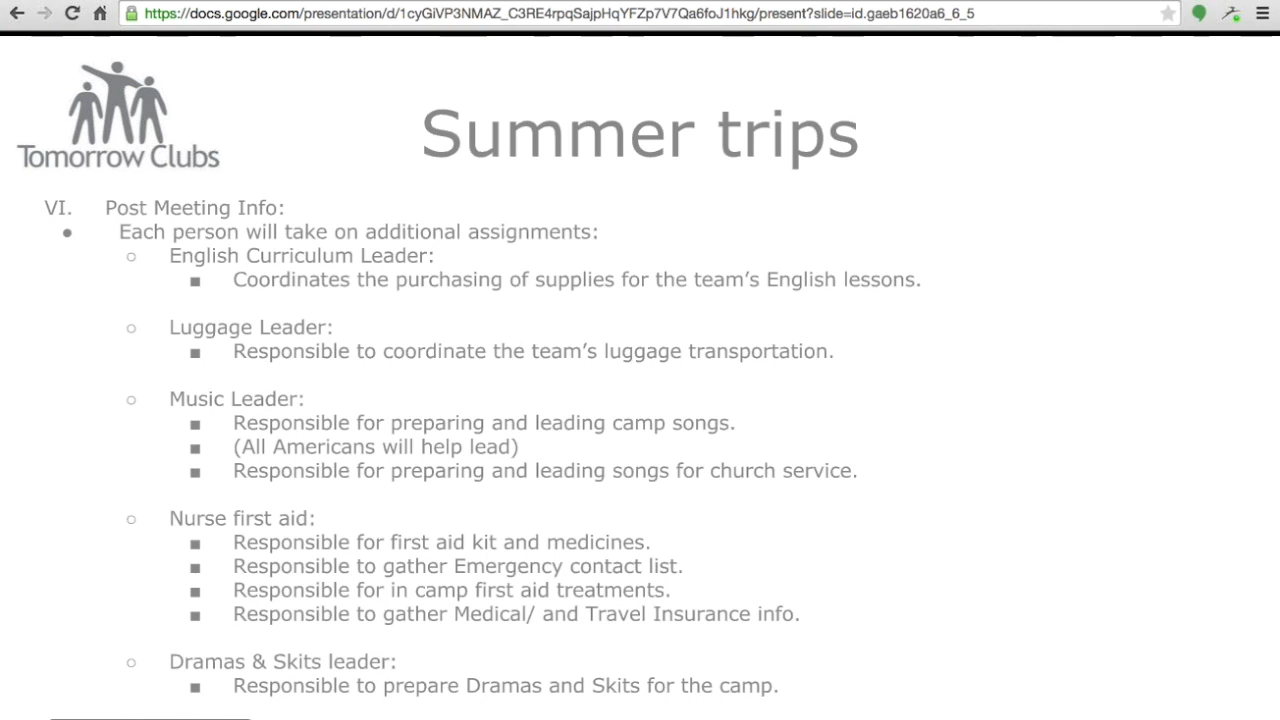 https://docs.google.com/presentation/d/1cyGiVP3NMAZ_C3RE4rpqSajpHqYFZp7V7Qa6foJ1hkg/present?slide=id.gaeb1620a6_6_5
Tomorrow Clubs
Summer trips
VI. Post Meeting Info:
● Each person will take on additional assignments:
○ English Curriculum Leader:
■ Coordinates the purchasing of supplies for the team’s English lessons.
○ Luggage Leader:
■ Responsible to coordinate the team’s luggage transportation.
○ Music Leader:
■ Responsible for preparing and leading camp songs.
■ (All Americans will help lead)
■ Responsible for preparing and leading songs for church service.
○ Nurse first aid:
■ Responsible for first aid kit and medicines.
■ Responsible to gather Emergency contact list.
■ Responsible for in camp first aid treatments.
■ Responsible to gather Medical/ and Travel Insurance info.
○ Dramas & Skits leader:
■ Responsible to prepare Dramas and Skits for the camp.